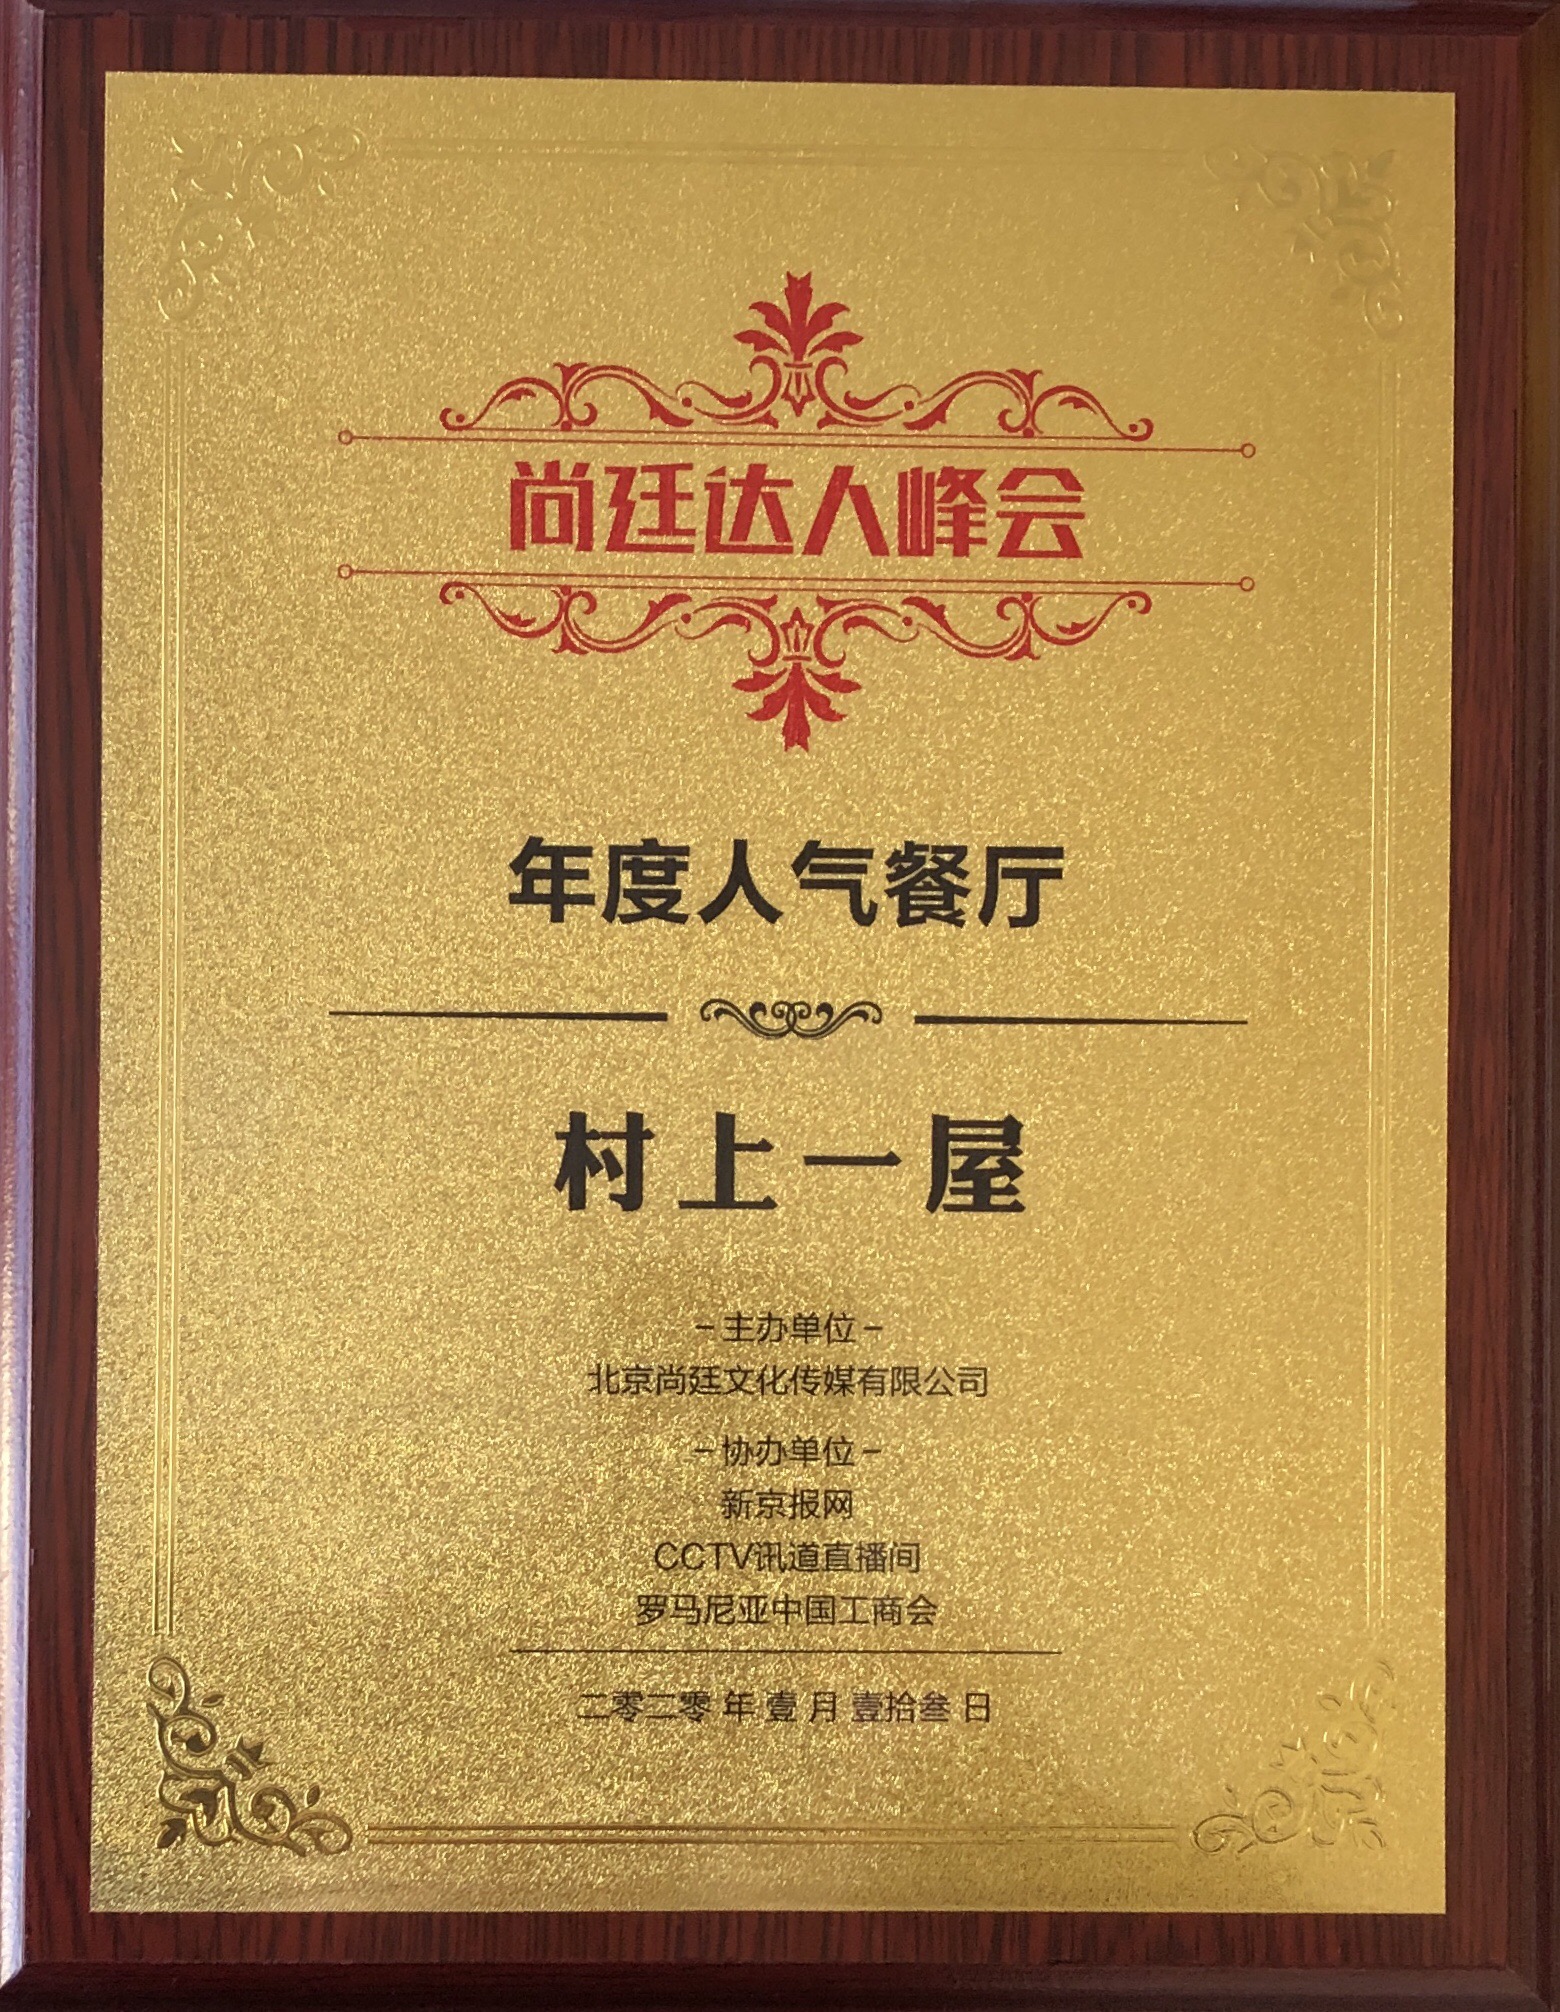 尚廷达人峰会
年度人气餐厅
村上一屋
－主办单位－
北京尚廷文化传媒有限公司
－协办单位－
新京报网
CCTV讯道直播间
罗马尼亚中国工商会
二零二零 年 壹 月 壹拾叁 日